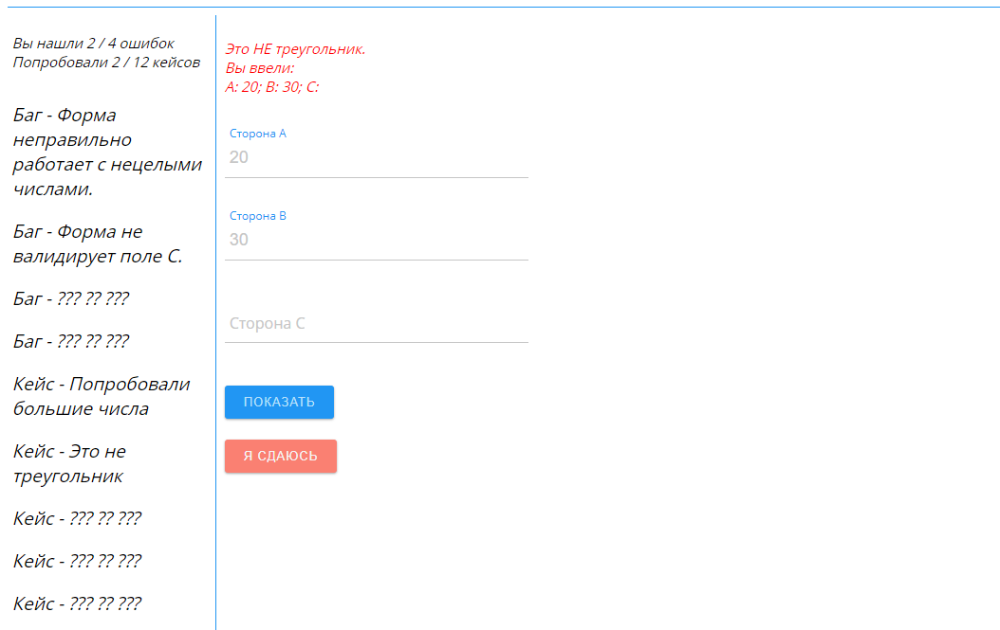 Вы нашли 2 / 4 ошибок
Попробовали 2 / 12 кейсов
Баг - Форма
неправильно
работает с нецелыми
числами.
Баг - Форма не
валидирует поле C.
Баг - ??? ?? ???
Баг - ??? ?? ???
Кейс - Попробовали
большие числа
Кейс - Это не
треугольник
Кейс - ??? ?? ???
Кейс - ??? ?? ???
Кейс - ??? ?? ???
Это НЕ треугольник.
Вы ввели:
A: 20; B: 30; C:
Сторона A
20
Сторона B
30
Сторона C
ПОКАЗАТЬ
Я СДАЮСЬ